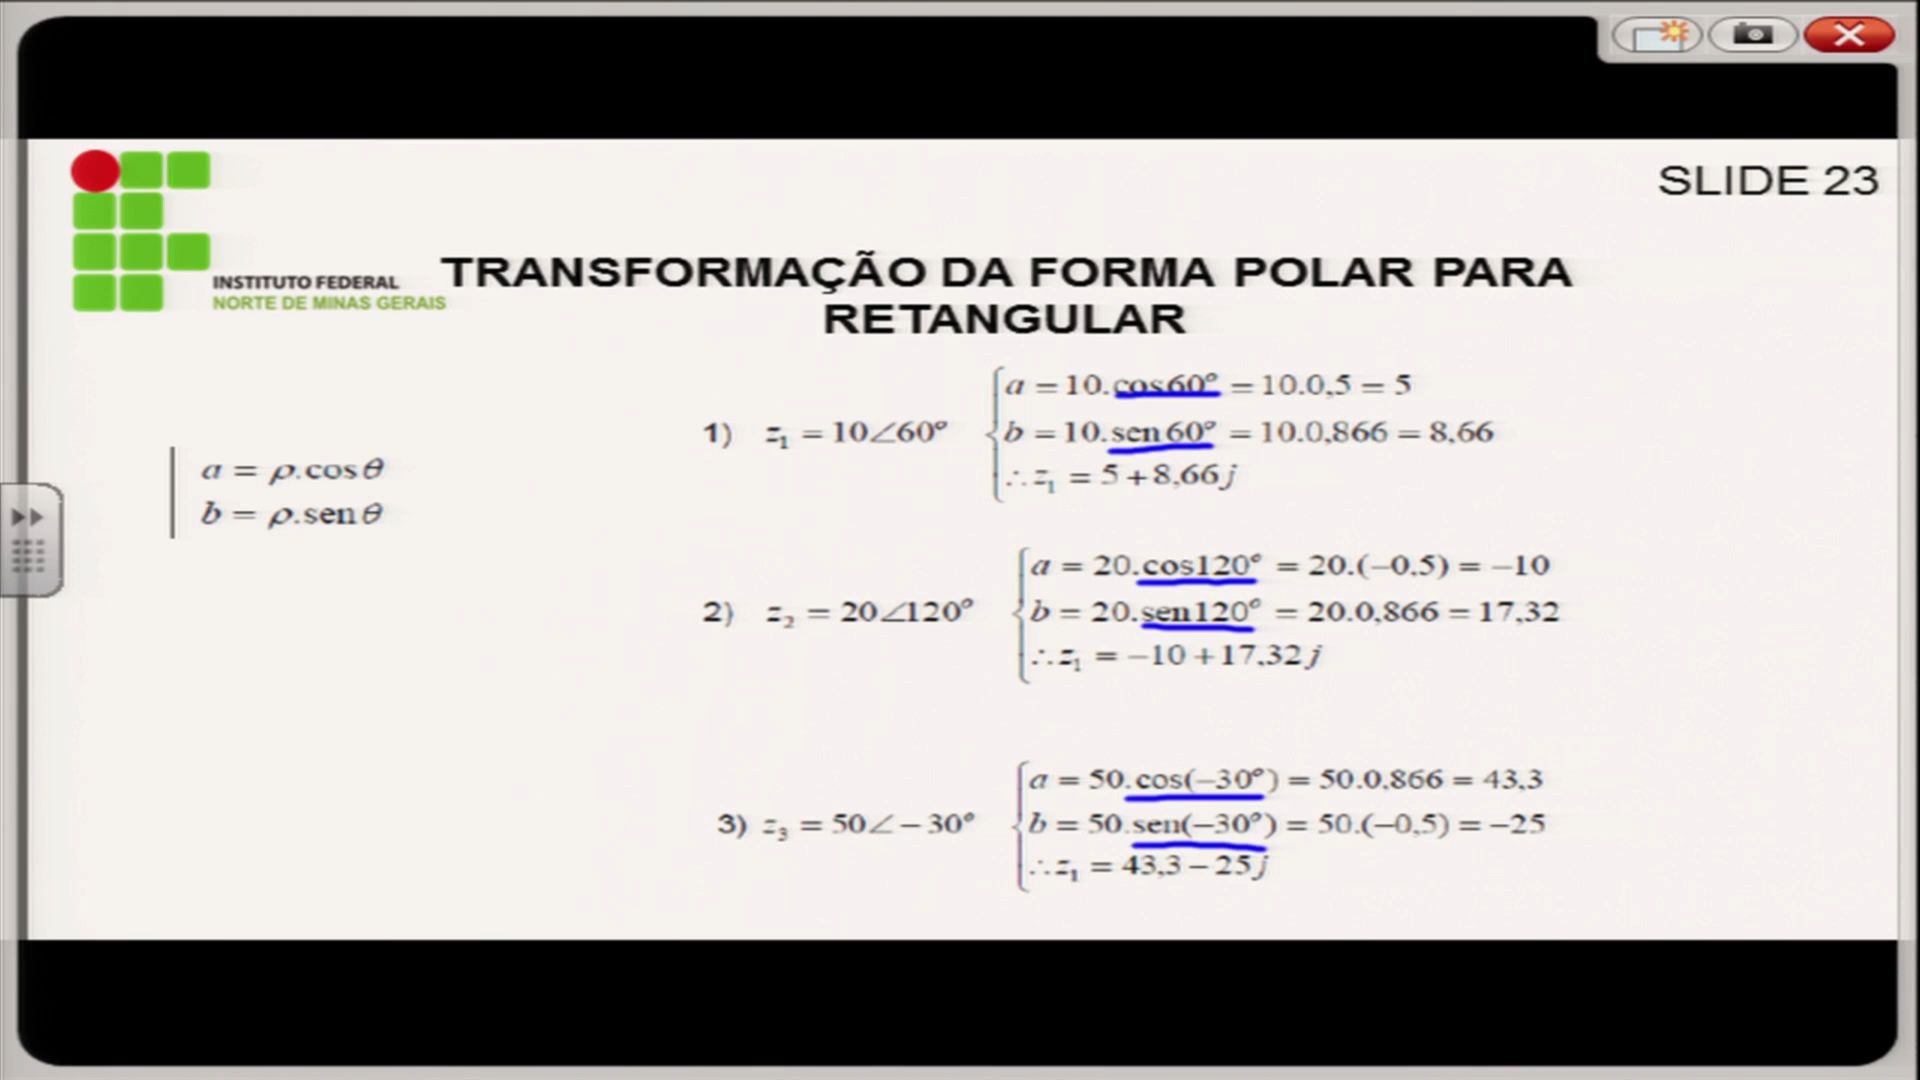 SLIDE 23
INSTITUTO FEDERAL
NORTE DE MINAS GERAIS
TRANSFORMAÇÃO DA FORMA POLAR PARA
RETANGULAR
a = ρ.cosθ
b = ρ.senθ
1) z₁ = 10∠60°
a = 10.cos60° = 10.0,5 = 5
b = 10.sen60° = 10.0,866 = 8,66
∴z₁ = 5+8,66j
2) z₂ = 20∠120°
a = 20.cos120° = 20.(−0,5) = −10
b = 20.sen120° = 20.0,866 = 17,32
∴z₁ = −10+17,32j
3) z₃ = 50∠−30°
a = 50.cos(−30°) = 50.0,866 = 43,3
b = 50.sen(−30°) = 50.(−0,5) = −25
∴z₁ = 43,3−25j